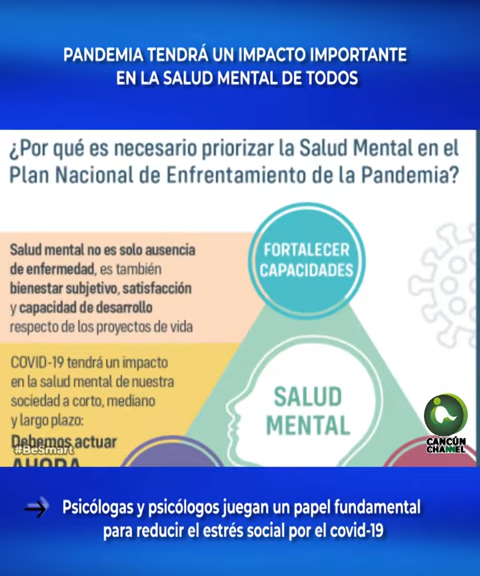 PANDEMIA TENDRÁ UN IMPACTO IMPORTANTE
EN LA SALUD MENTAL DE TODOS
¿Por qué es necesario priorizar la Salud Mental en el
Plan Nacional de Enfrentamiento de la Pandemia?
Salud mental no es solo ausencia
de enfermedad, es también
bienestar subjetivo, satisfacción
y capacidad de desarrollo
respecto de los proyectos de vida
FORTALECER
CAPACIDADES
COVID-19 tendrá un impacto
en la salud mental de nuestra
sociedad a corto, mediano
y largo plazo:
Debemos actuar
AHORA
#BeSmart
SALUD
MENTAL
CANCÚN
CHANNEL
Psicólogas y psicólogos juegan un papel fundamental
para reducir el estrés social por el covid-19